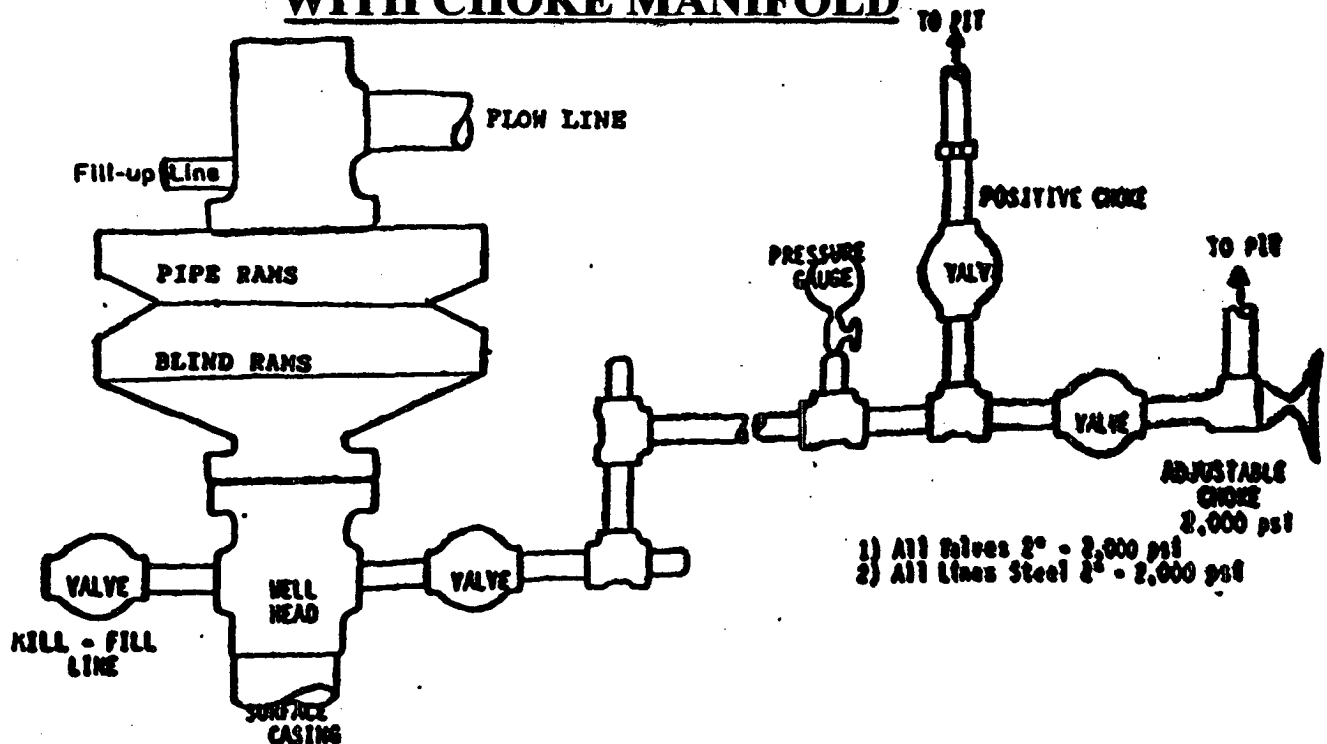 WITH CHOKE MANIFOLD
TO PIT
FLOW LINE
Fill-up Line
POSITIVE CHOKE
PRESSURE
GAUGE
VALV
TO PIT
PIPE RAMS
BLIND RAMS
VALVE
ADJUSTABLE
CHOKE
2,000 psi
1) All Valves 2" - 2,000 psi
2) All Lines Steel 2" - 2,000 psi
VALVE
WELL
HEAD
VALVE
KILL - FILL
LINE
SURFACE
CASING